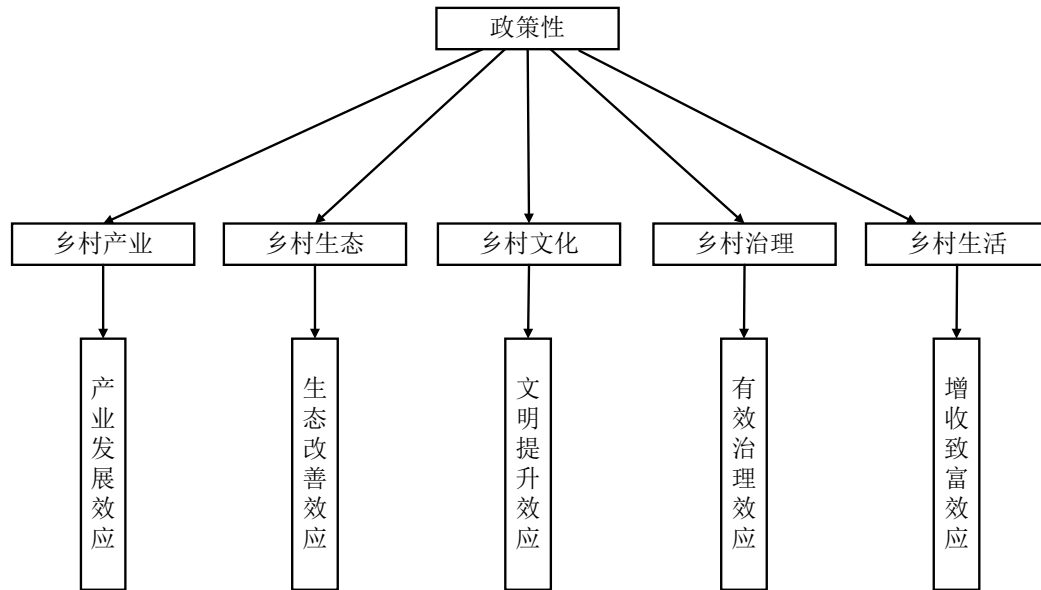 政策性
乡村产业
乡村生态
乡村文化
乡村治理
乡村生活
产业发展效应
生态改善效应
文明提升效应
有效治理效应
增收致富效应